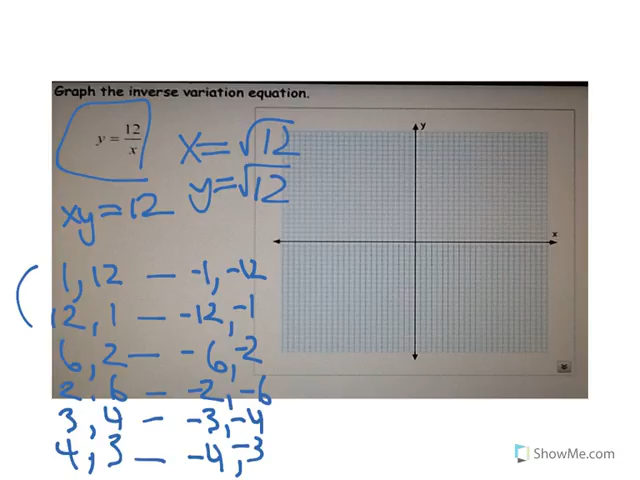 Graph the inverse variation equation.
y = 12/x
x = √12
y = √12
xy = 12
y
x
(1, 12 — -1, -12
12, 1 — -12, -1
6, 2 — -6, -2
2, 6 — -2, -6
3, 4 — -3, -4
4, 3 — -4, -3
ShowMe.com